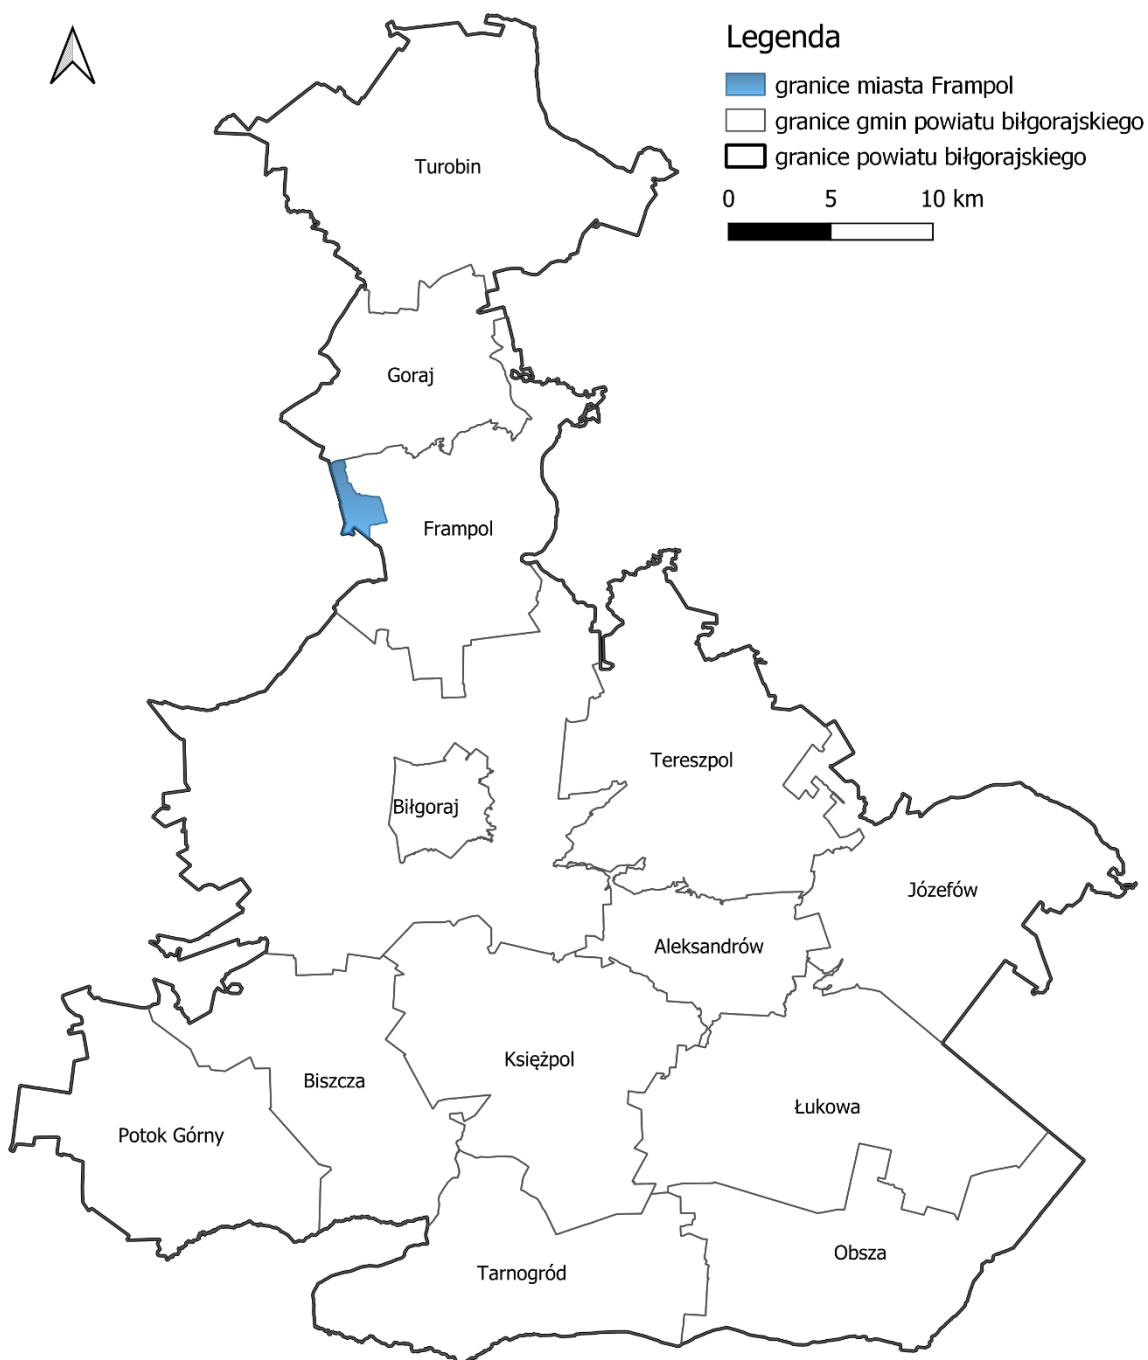 Legenda
granice miasta Frampol
granice gmin powiatu biłgorajskiego
granice powiatu biłgorajskiego
0 5 10 km
Turobin
Goraj
Frampol
Tereszpol
Biłgoraj
Józefów
Aleksandrów
Księżpol
Biszcza
Łukowa
Potok Górny
Obsza
Tarnogród